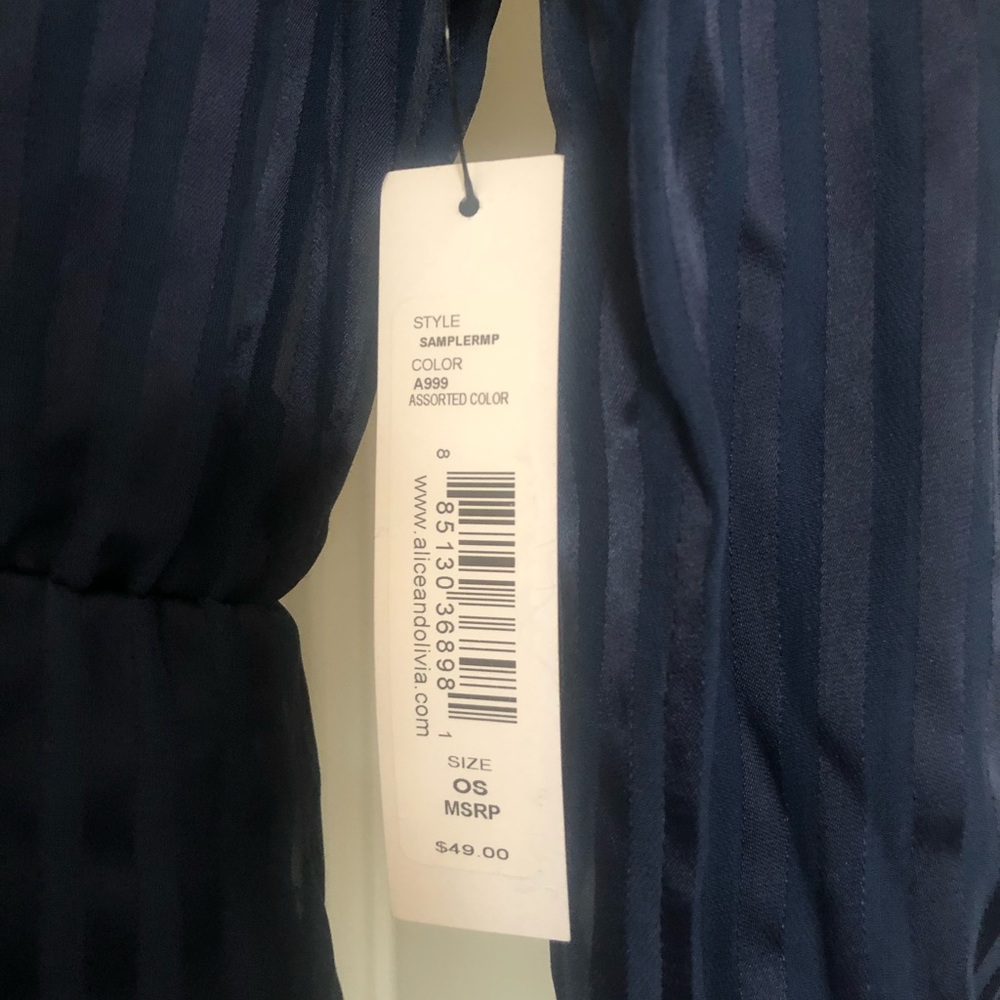 STYLE
SAMPLERMP
COLOR
A999
ASSORTED COLOR
8 85130 36898 1
www.aliceandolivia.com
SIZE
OS
MSRP
$49.00